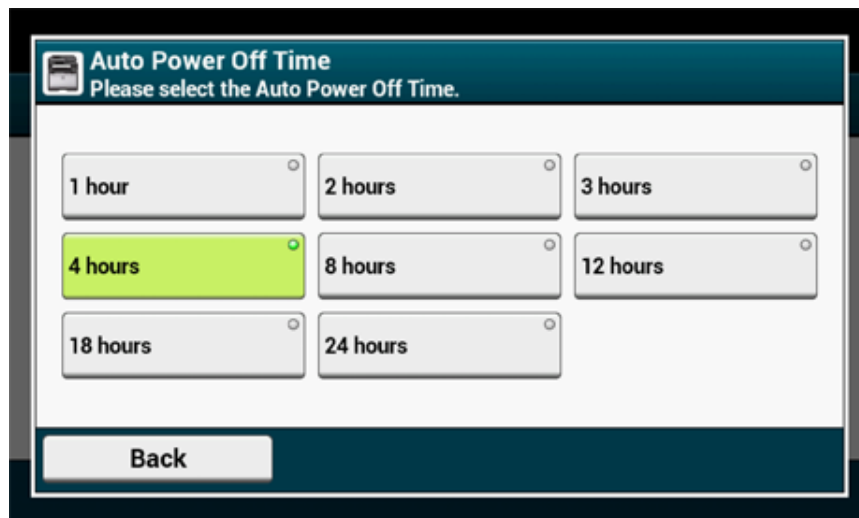 Auto Power Off Time
Please select the Auto Power Off Time.
1 hour
2 hours
3 hours
4 hours
8 hours
12 hours
18 hours
24 hours
Back